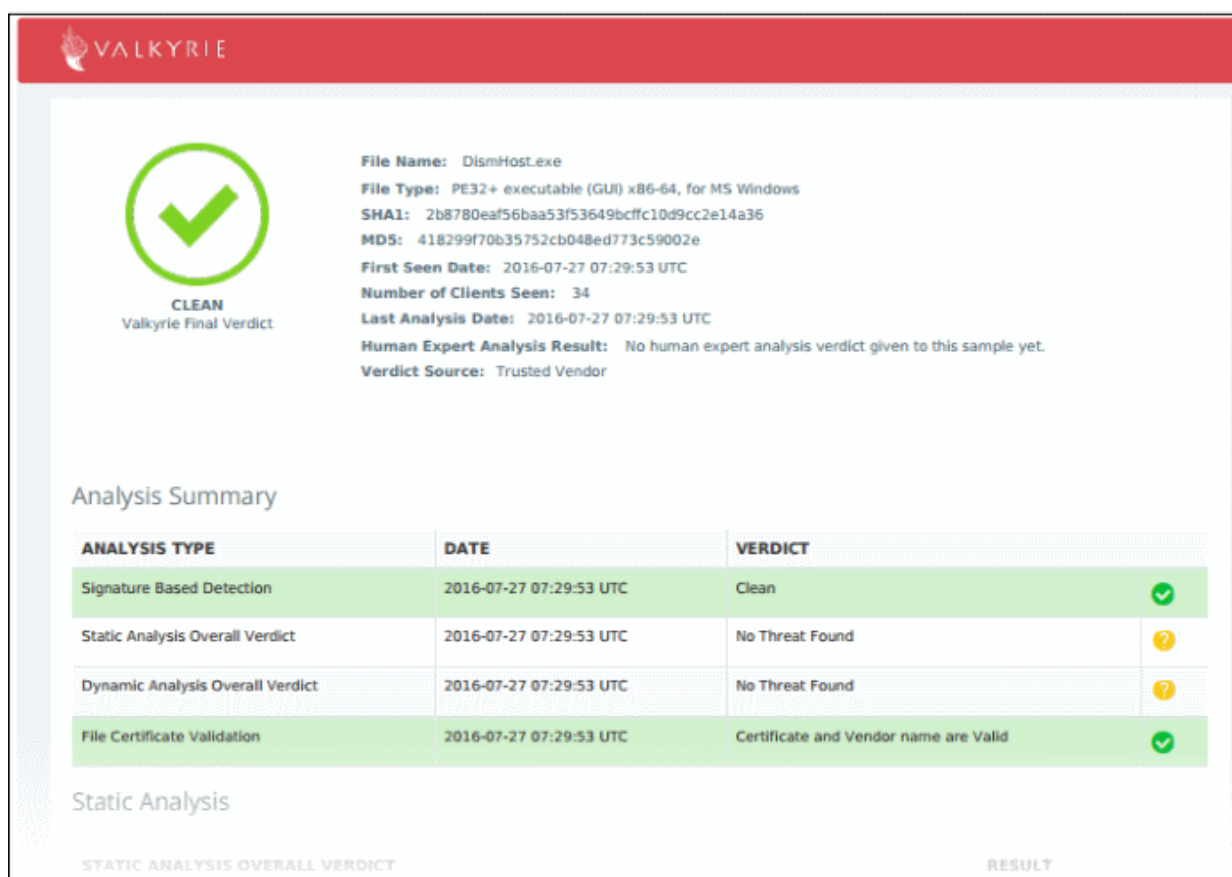 VALKYRIE
CLEAN
Valkyrie Final Verdict
File Name: DismHost.exe
File Type: PE32+ executable (GUI) x86-64, for MS Windows
SHA1: 2b8780eaf56baa53f53649bcffc10d9cc2e14a36
MD5: 418299f70b35752cb048ed773c59002e
First Seen Date: 2016-07-27 07:29:53 UTC
Number of Clients Seen: 34
Last Analysis Date: 2016-07-27 07:29:53 UTC
Human Expert Analysis Result: No human expert analysis verdict given to this sample yet.
Verdict Source: Trusted Vendor
Analysis Summary
ANALYSIS TYPE DATE VERDICT
Signature Based Detection 2016-07-27 07:29:53 UTC Clean
Static Analysis Overall Verdict 2016-07-27 07:29:53 UTC No Threat Found
Dynamic Analysis Overall Verdict 2016-07-27 07:29:53 UTC No Threat Found
File Certificate Validation 2016-07-27 07:29:53 UTC Certificate and Vendor name are Valid
Static Analysis
STATIC ANALYSIS OVERALL VERDICT RESULT